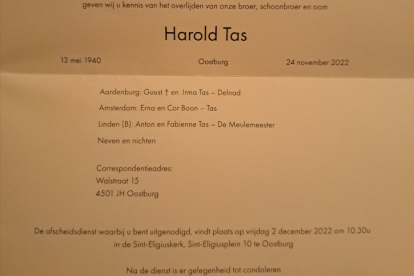 geven wij u kennis van het overlijden van onze broer, schoonbroer en oom
Harold Tas
13 mei 1940 Oostburg 24 november 2022
Aardenburg: Guust † en Irma Tas – Delnad
Amsterdam: Erna en Cor Boon – Tas
Linden (B): Anton en Fabienne Tas – De Meulemeester
Neven en nichten
Correspondentieadres:
Walstraat 15
4501 JH Oostburg
De afscheidsdienst waarbij u bent uitgenodigd, vindt plaats op vrijdag 2 december 2022 om 10.30u
in de Sint-Eligiuskerk, Sint-Eligiusplein 10 te Oostburg
Na de dienst is er gelegenheid tot condoleren